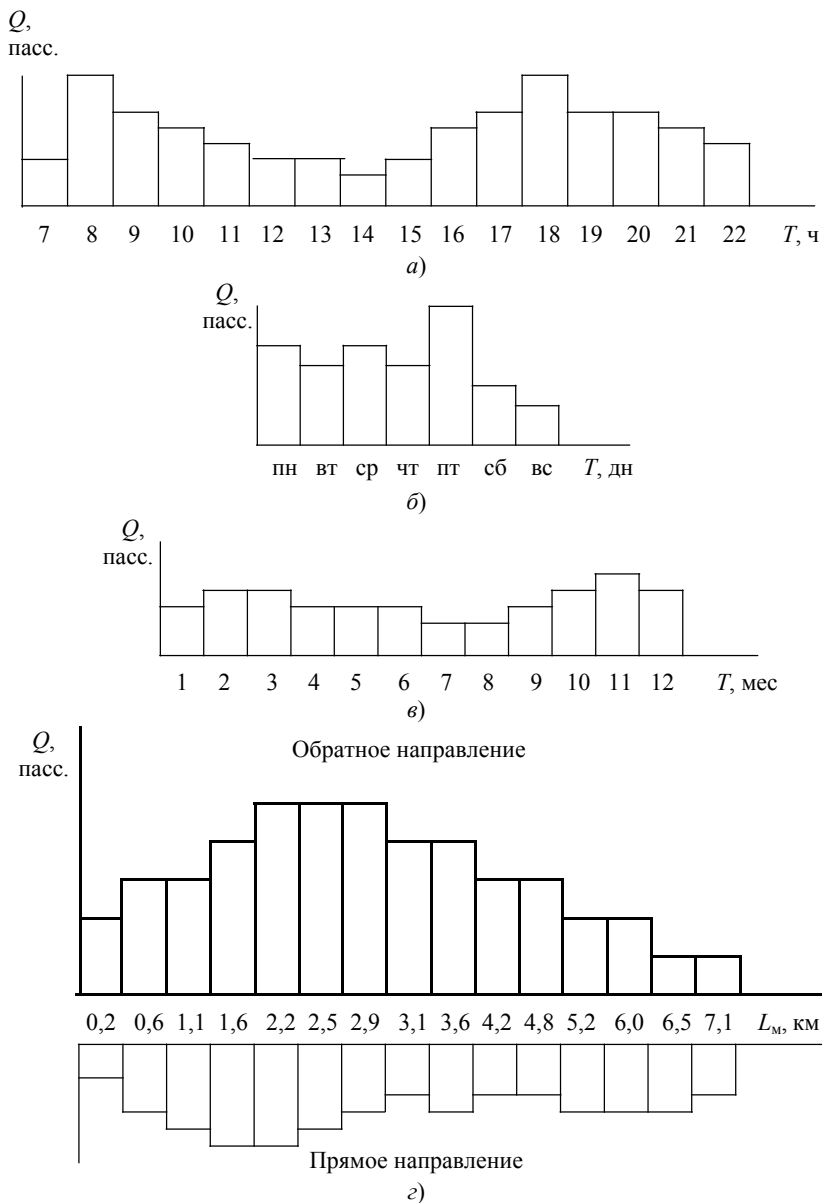 Q,
пасс.
7 8 9 10 11 12 13 14 15 16 17 18 19 20 21 22 T, ч
а)
Q,
пасс.
пн вт ср чт пт сб вс T, дн
б)
Q,
пасс.
1 2 3 4 5 6 7 8 9 10 11 12 T, мес
в)
Q,
пасс.
Обратное направление
0,2 0,6 1,1 1,6 2,2 2,5 2,9 3,1 3,6 4,2 4,8 5,2 6,0 6,5 7,1 Lм, км
Прямое направление
г)